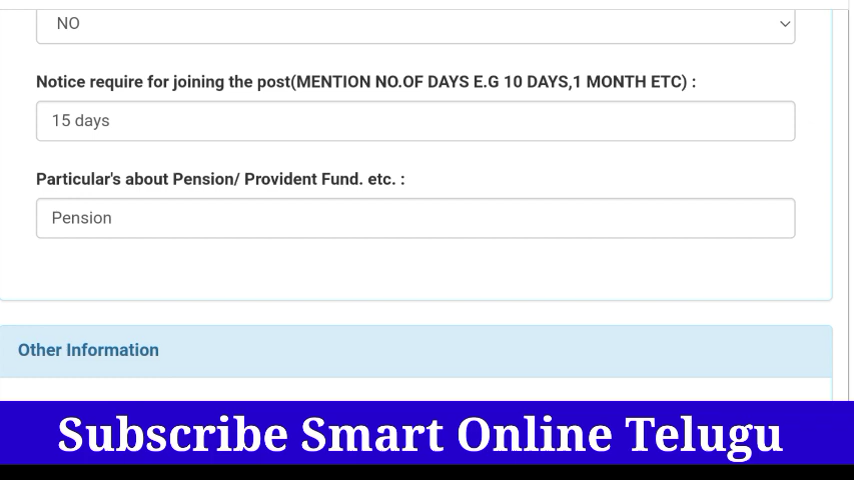 NO
Notice require for joining the post(MENTION NO.OF DAYS E.G 10 DAYS,1 MONTH ETC) :
15 days
Particular's about Pension/ Provident Fund. etc. :
Pension
Other Information
Subscribe Smart Online Telugu